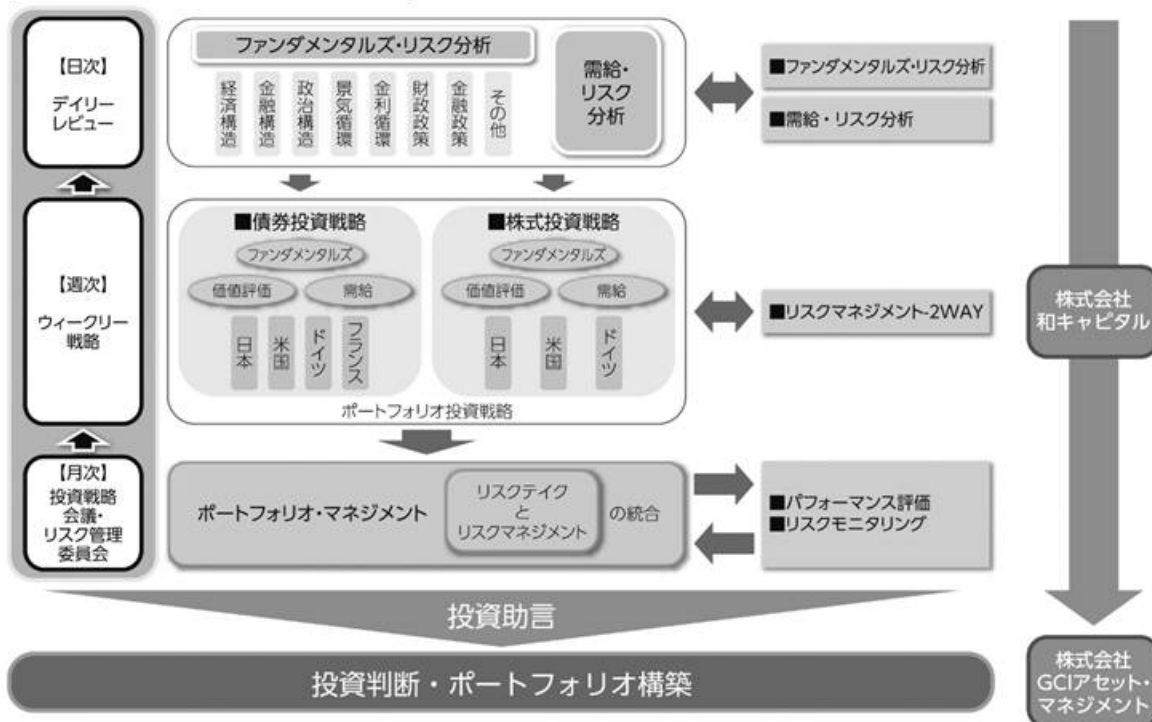 【日次】
デイリー
レビュー
ファンダメンタルズ・リスク分析
経済構造
金融構造
政治構造
景気循環
金利循環
財政政策
金融政策
その他
需給・
リスク
分析
■ファンダメンタルズ・リスク分析
■需給・リスク分析
【週次】
ウィークリー
戦略
■債券投資戦略
ファンダメンタルズ
価値評価
需給
日本
米国
ドイツ
フランス
■株式投資戦略
ファンダメンタルズ
価値評価
需給
日本
米国
ドイツ
ポートフォリオ投資戦略
■リスクマネジメント-2WAY
株式会社
和キャピタル
【月次】
投資戦略
会議・
リスク管理
委員会
ポートフォリオ・マネジメント
リスクテイク
と
リスクマネジメント
の統合
■パフォーマンス評価
■リスクモニタリング
投資助言
投資判断・ポートフォリオ構築
株式会社
GCIアセット・
マネジメント